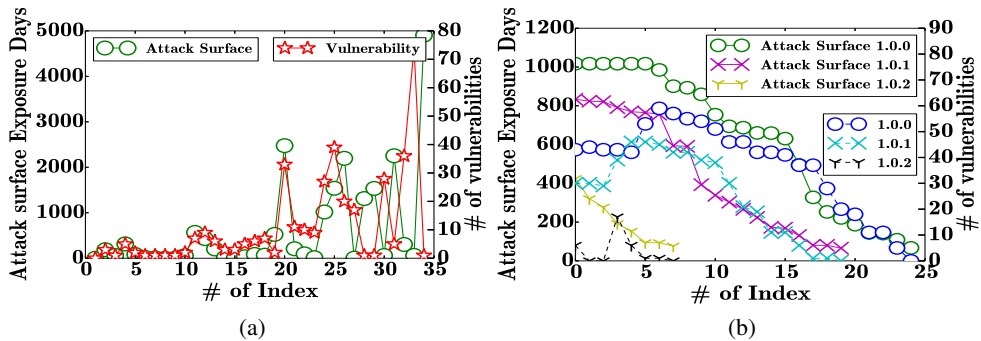 5000
4000
3000
2000
1000
0
Attack surface Exposure Days
Attack Surface
Vulnerability
80
70
60
50
40
30
20
10
0
# of vulnerabilities
0 5 10 15 20 25 30 35
# of Index
(a)
1200
1000
800
600
400
200
0
Attack surface Exposure Days
Attack Surface 1.0.0
Attack Surface 1.0.1
Attack Surface 1.0.2
1.0.0
1.0.1
1.0.2
90
80
70
60
50
40
30
20
10
0
# of vulnerabilities
0 5 10 15 20 25
# of Index
(b)